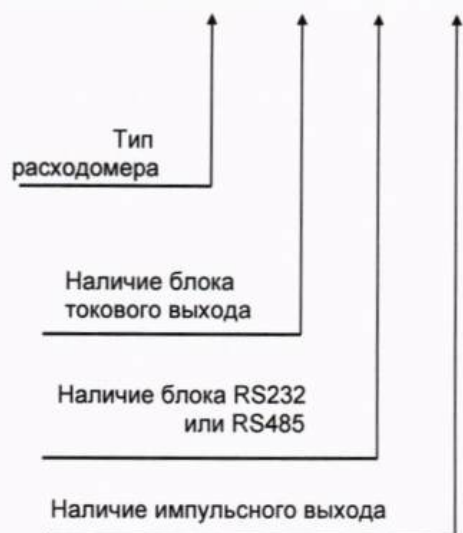 Тип
расходомера
Наличие блока
токового выхода
Наличие блока RS232
или RS485
Наличие импульсного выхода